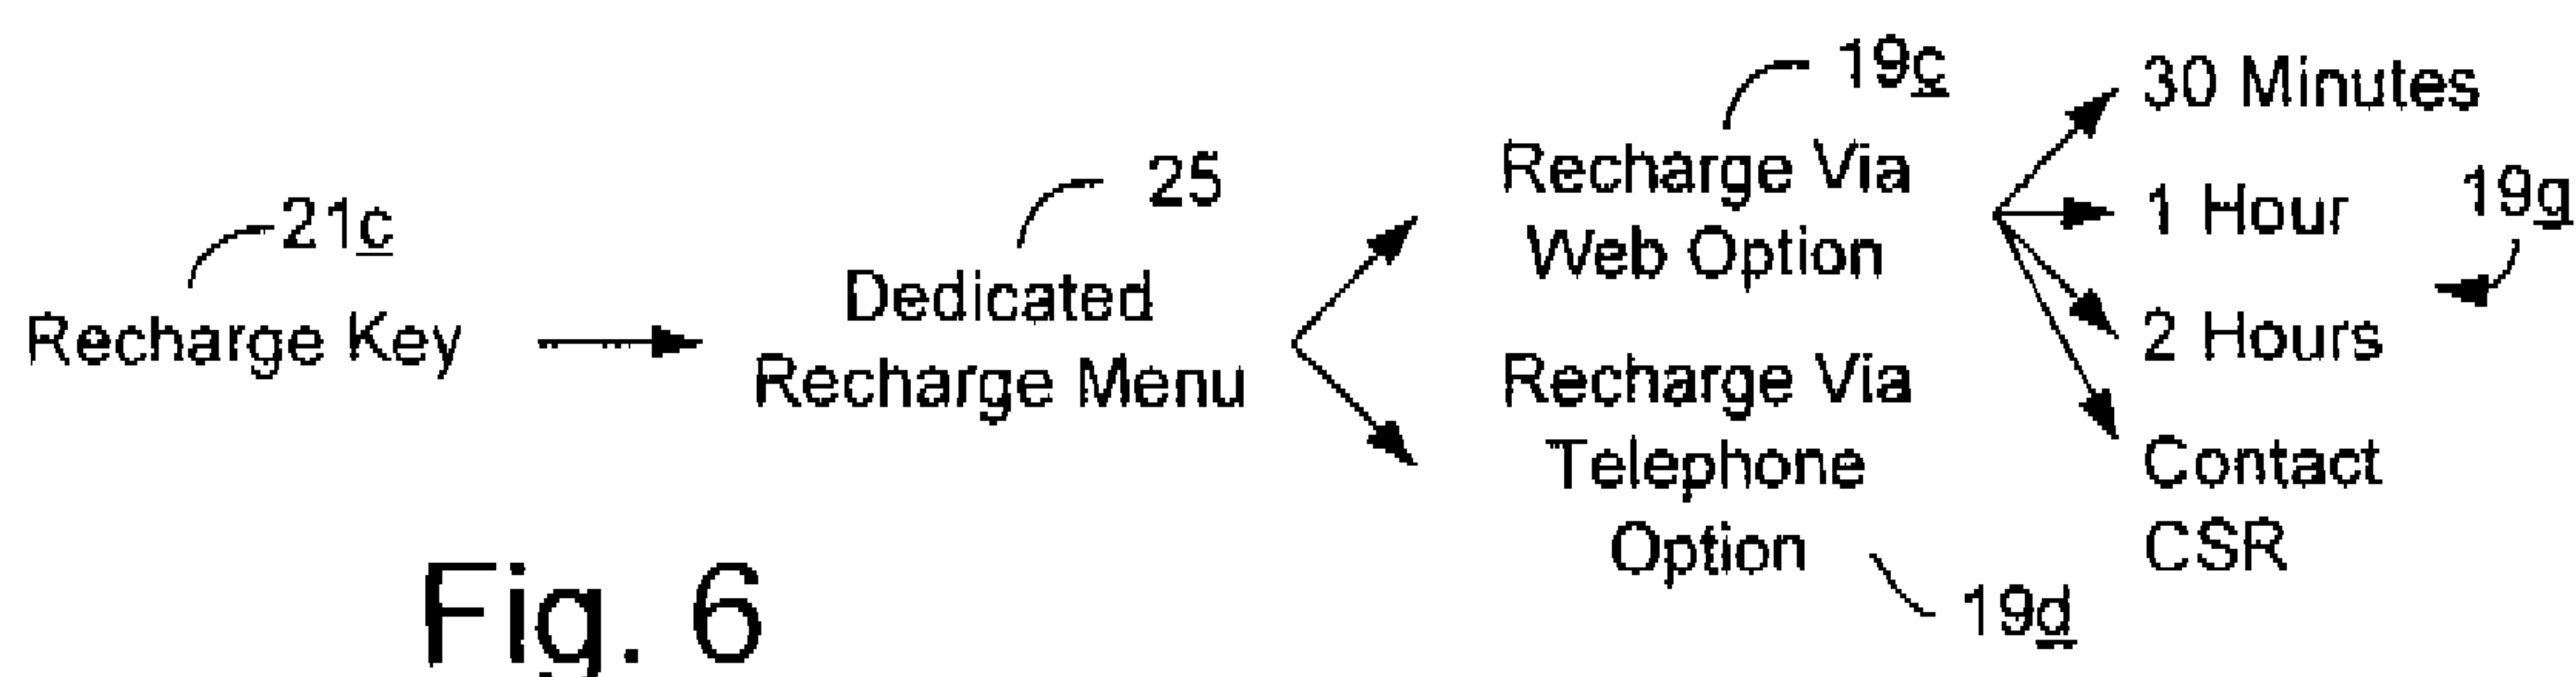 21c
Recharge Key
25
Dedicated
Recharge Menu
19c
Recharge Via
Web Option
Recharge Via
Telephone
Option
19d
30 Minutes
1 Hour
2 Hours
Contact
CSR
19g
Fig. 6